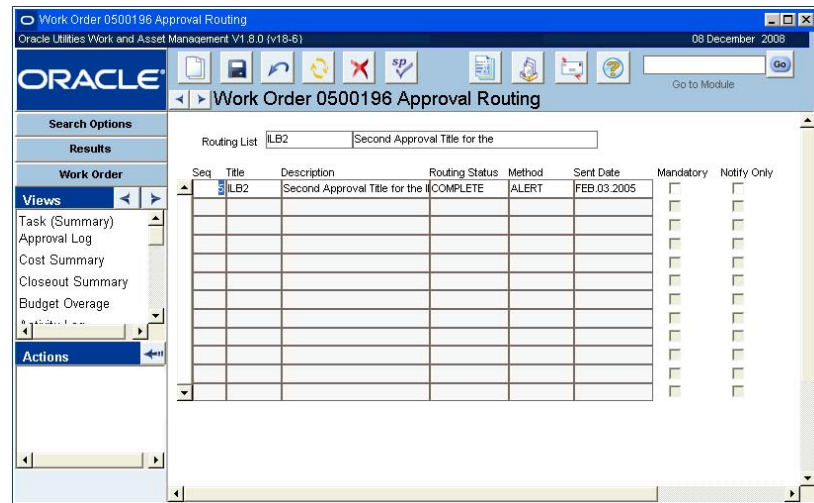 Work Order 0500196 Approval Routing
Oracle Utilities Work and Asset Management V1.8.0 {v18-6} 08 December 2008
ORACLE
sp
Go
Go to Module
Work Order 0500196 Approval Routing
Search Options
Results
Work Order
Views
Task (Summary)
Approval Log
Cost Summary
Closeout Summary
Budget Overage
Actions
Routing List ILB2 Second Approval Title for the
Seq Title Description Routing Status Method Sent Date Mandatory Notify Only
5 ILB2 Second Approval Title for the COMPLETE ALERT FEB.03.2005